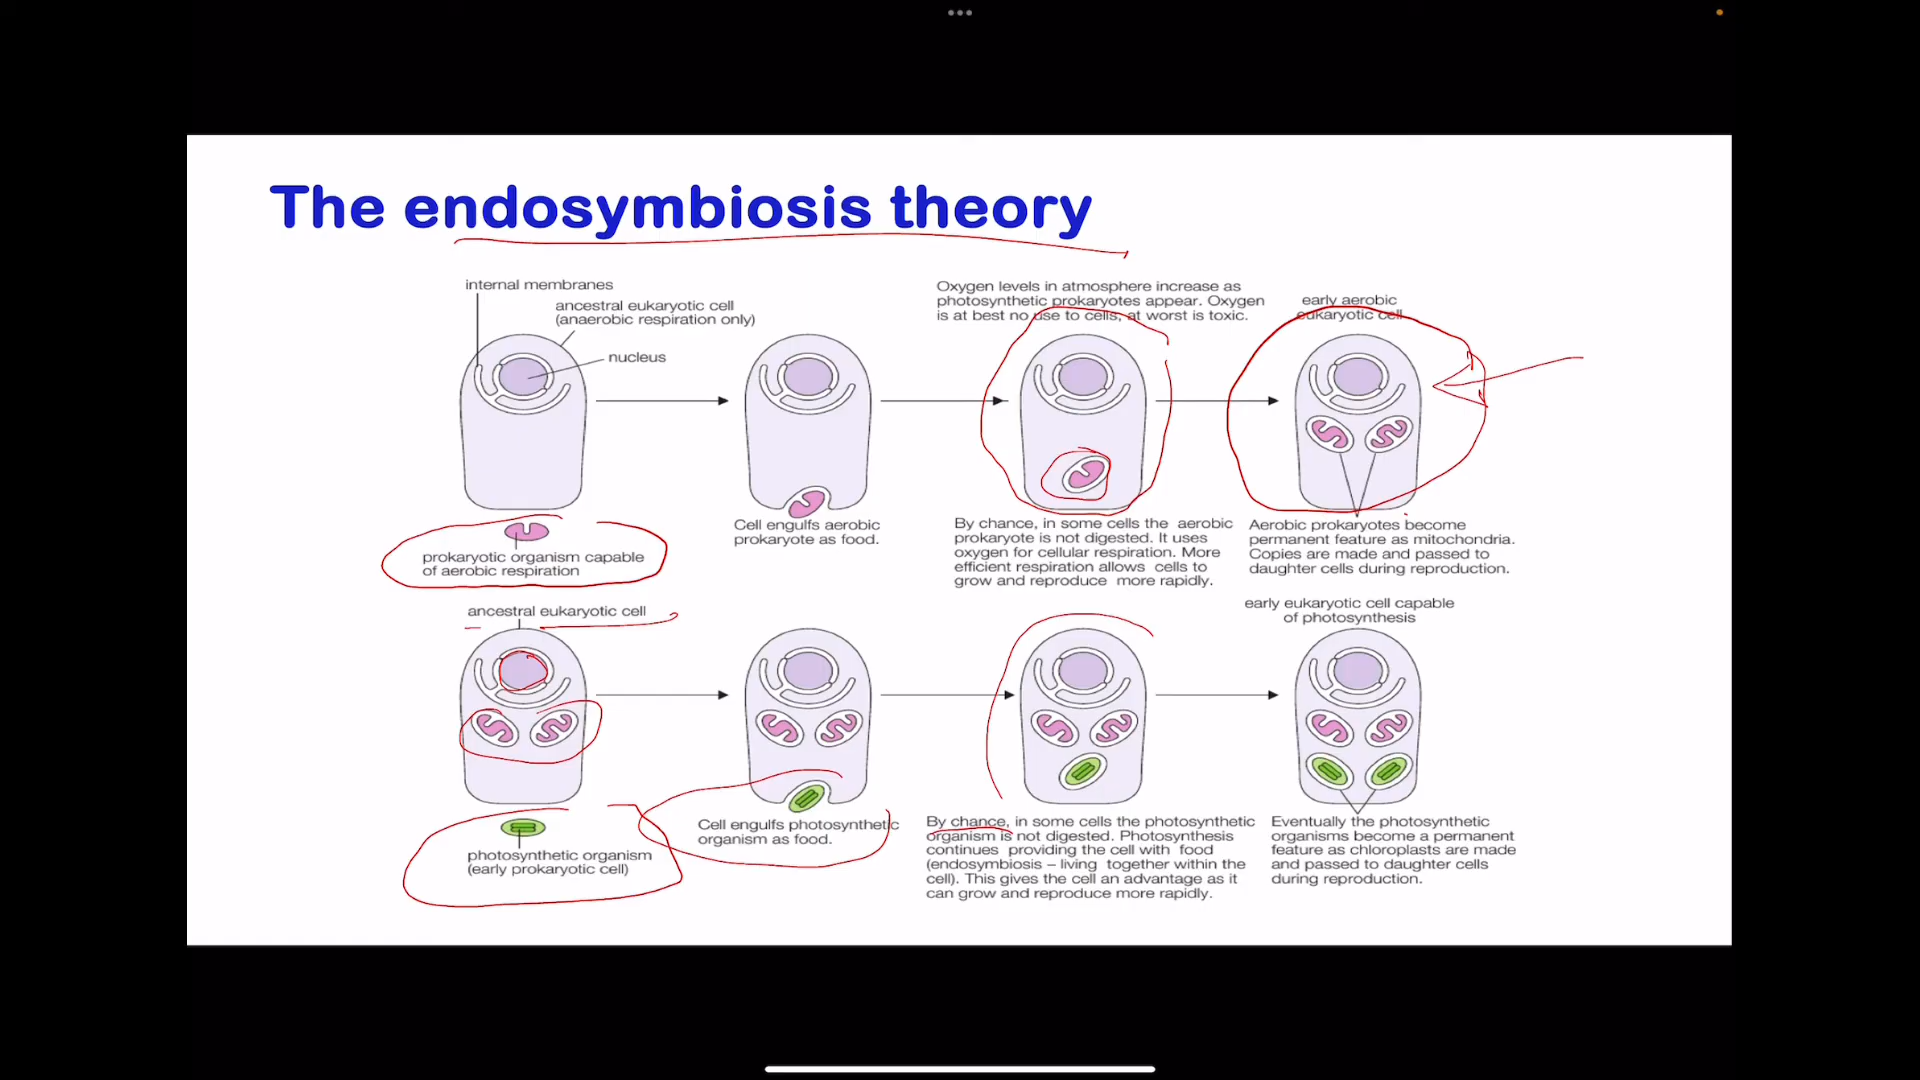 The endosymbiosis theory
internal membranes
ancestral eukaryotic cell
(anaerobic respiration only)
nucleus
Oxygen levels in atmosphere increase as
photosynthetic prokaryotes appear. Oxygen
is at best no use to cells, at worst is toxic.
early aerobic
eukaryotic cell
prokaryotic organism capable
of aerobic respiration
Cell engulfs aerobic
prokaryote as food.
By chance, in some cells the aerobic
prokaryote is not digested. It uses
oxygen for cellular respiration. More
efficient respiration allows cells to
grow and reproduce more rapidly.
Aerobic prokaryotes become
permanent feature as mitochondria.
Copies are made and passed to
daughter cells during reproduction.
ancestral eukaryotic cell
early eukaryotic cell capable
of photosynthesis
photosynthetic organism
(early prokaryotic cell)
Cell engulfs photosynthetic
organism as food.
By chance, in some cells the photosynthetic
organism is not digested. Photosynthesis
continues providing the cell with food
(endosymbiosis – living together within the
cell). This gives the cell an advantage as it
can grow and reproduce more rapidly.
Eventually the photosynthetic
organisms become a permanent
feature as chloroplasts are made
and passed to daughter cells
during reproduction.